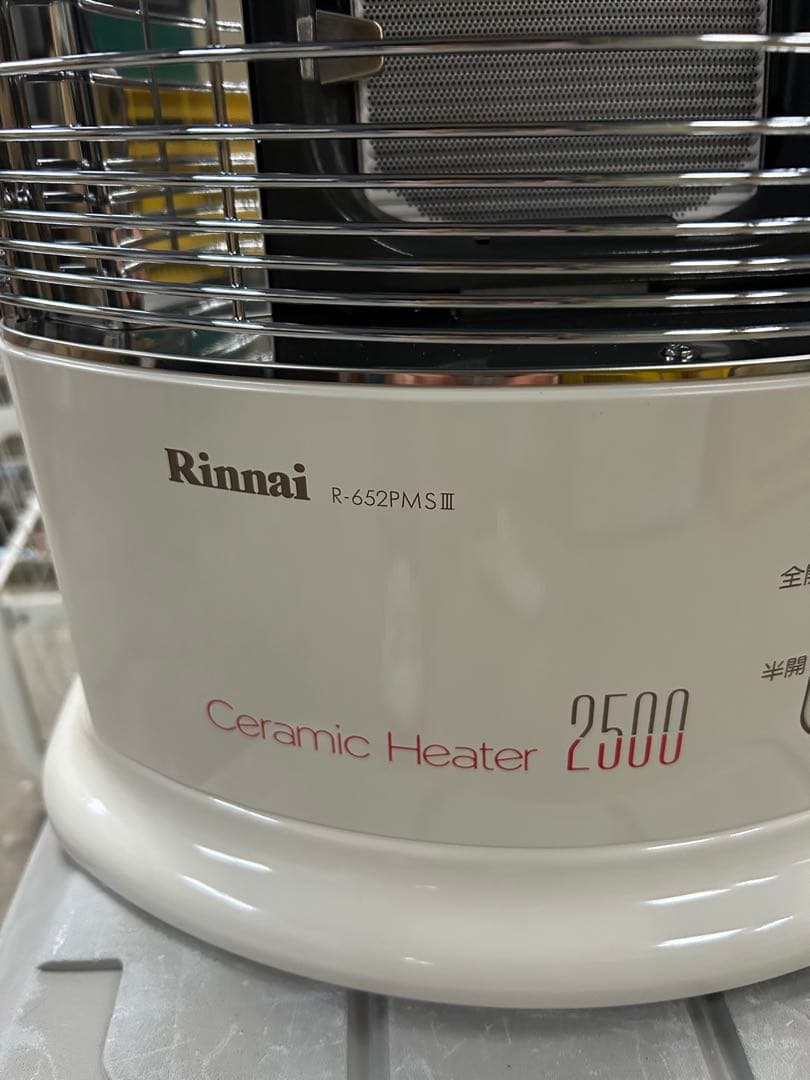 Rinnai R-652PMSⅢ
全開
半開
Ceramic Heater 2500